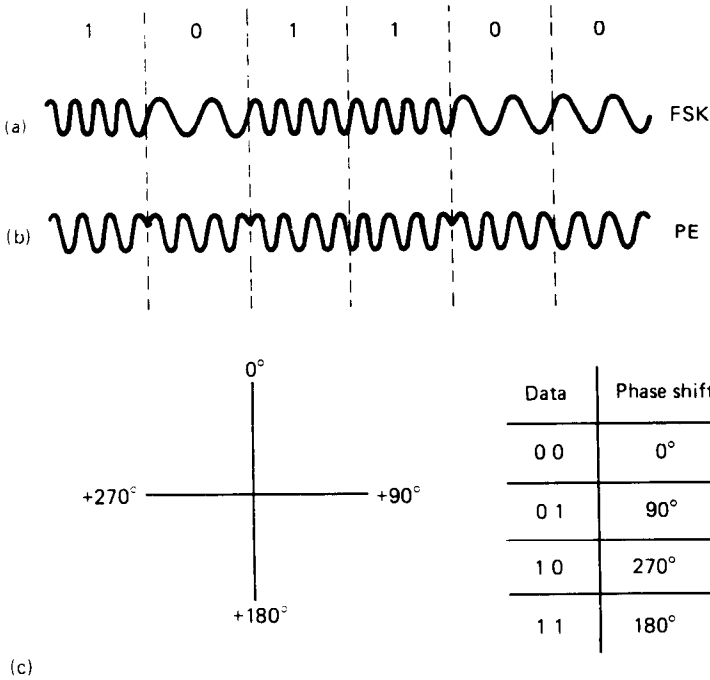 1 0 1 1 0 0
(a) FSK
(b) PE
0°
+270° +90°
+180°
Data Phase shift
0 0 0°
0 1 90°
1 0 270°
1 1 180°
(c)